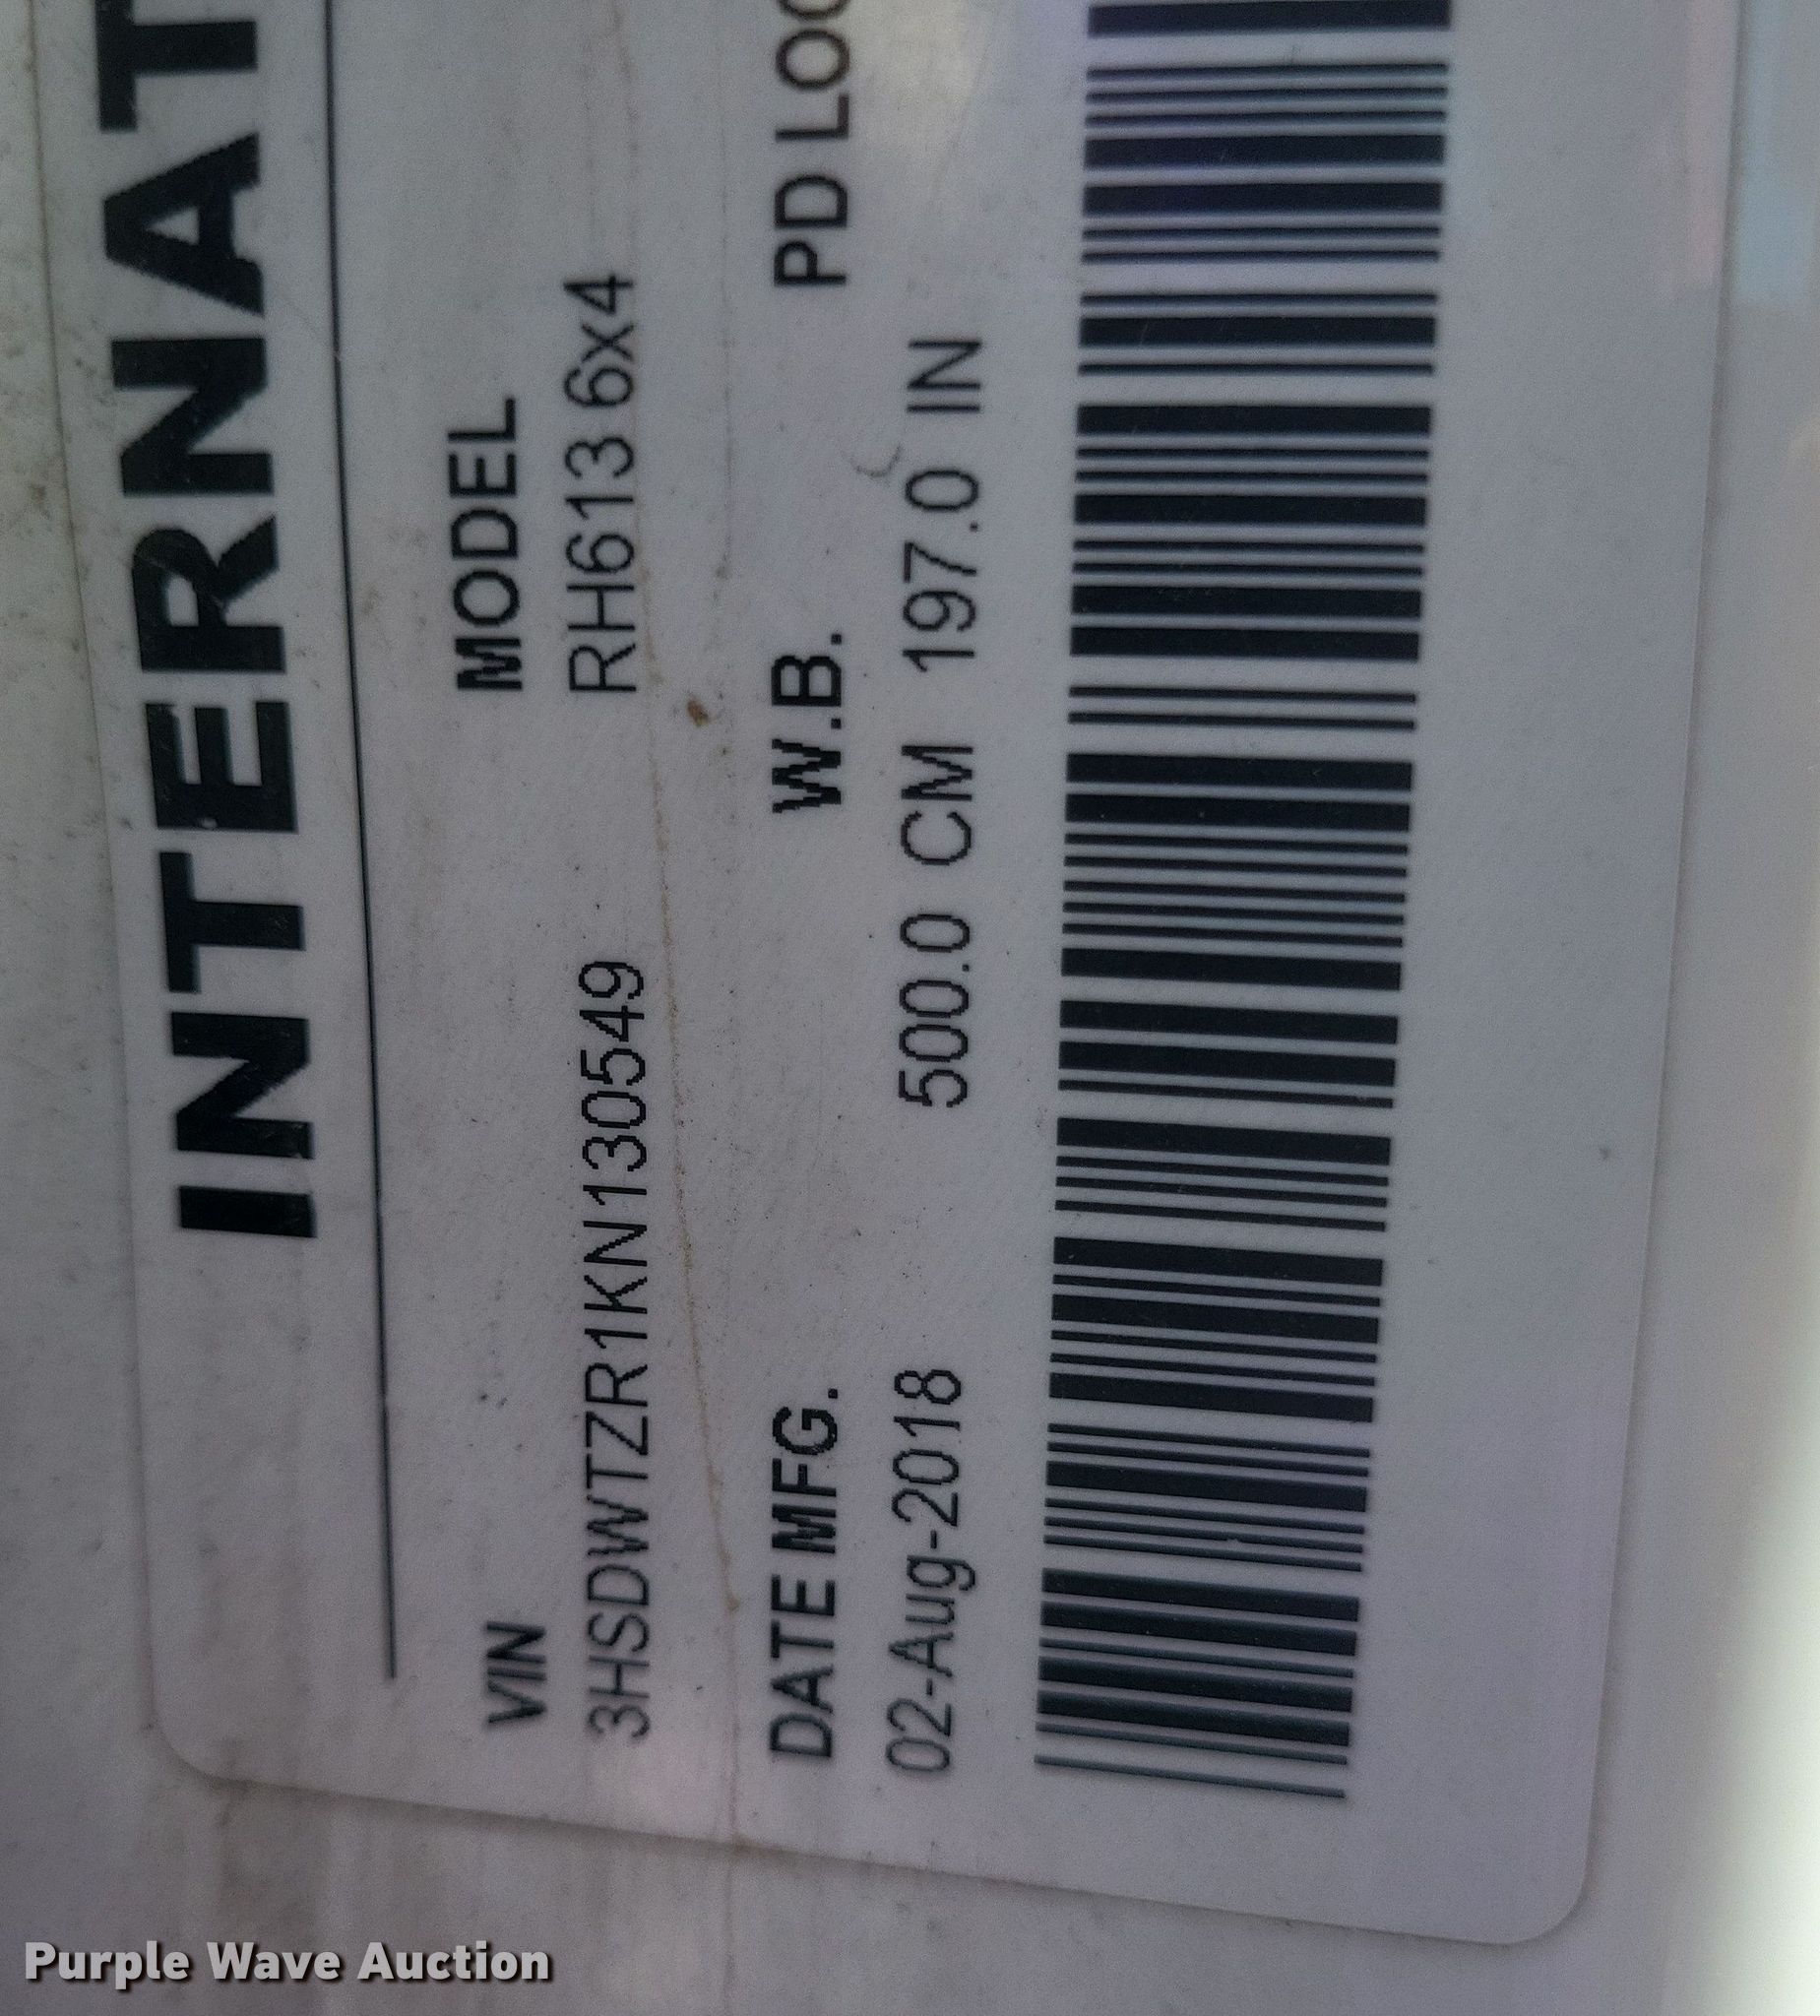 INTERNAT
VIN MODEL
3HSDWTZR1KN130549 RH613 6x4
DATE MFG. W.B. PD LOC
02-Aug-2018 500.0 CM 197.0 IN
Purple Wave Auction